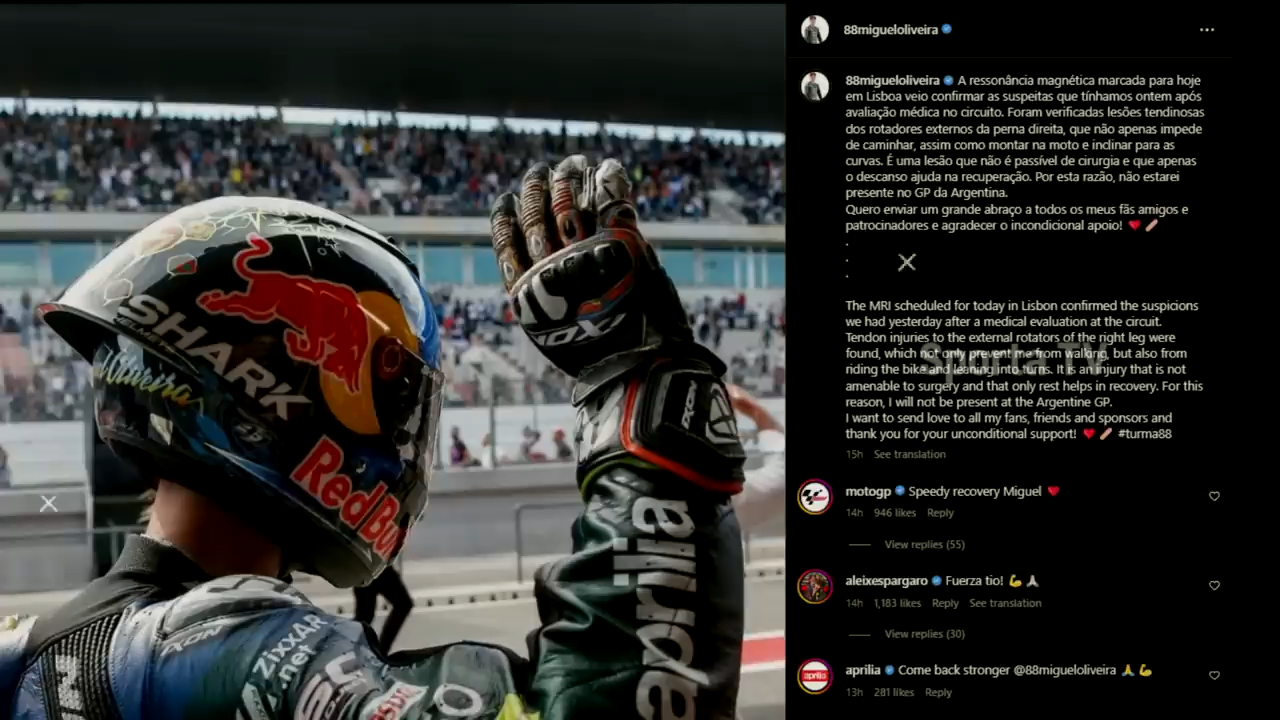 88migueloliveira
88migueloliveira A ressonância magnética marcada para hoje
em Lisboa veio confirmar as suspeitas que tínhamos ontem após
avaliação médica no circuito. Foram verificadas lesões tendinosas
dos rotadores externos da perna direita, que não apenas impede
de caminhar, assim como montar na moto e inclinar para as
curvas. É uma lesão que não é passível de cirurgia e que apenas
o descanso ajuda na recuperação. Por esta razão, não estarei
presente no GP da Argentina.
Quero enviar um grande abraço a todos os meus fãs amigos e
patrocinadores e agradecer o incondicional apoio! ❤️ 🩹
.
.
.
The MRI scheduled for today in Lisbon confirmed the suspicions
we had yesterday after a medical evaluation at the circuit.
Tendon injuries to the external rotators of the right leg were
found, which not only prevent me from walking, but also from
riding the bike and leaning into turns. It is an injury that is not
amenable to surgery and that only rest helps in recovery. For this
reason, I will not be present at the Argentine GP.
I want to send love to all my fans, friends and sponsors and
thank you for your unconditional support! ❤️ 🩹 #turma88
15h See translation
motogp Speedy recovery Miguel ❤️
14h 946 likes Reply
View replies (55)
aleixespargaro Fuerza tio! 💪 🙏
14h 1,183 likes Reply See translation
View replies (30)
aprilia Come back stronger @88migueloliveira 🙏 💪
13h 281 likes Reply
SHARK
HELMETS
Oliveira
Red Bull
NOX
aprilia
ZixxAR
.net